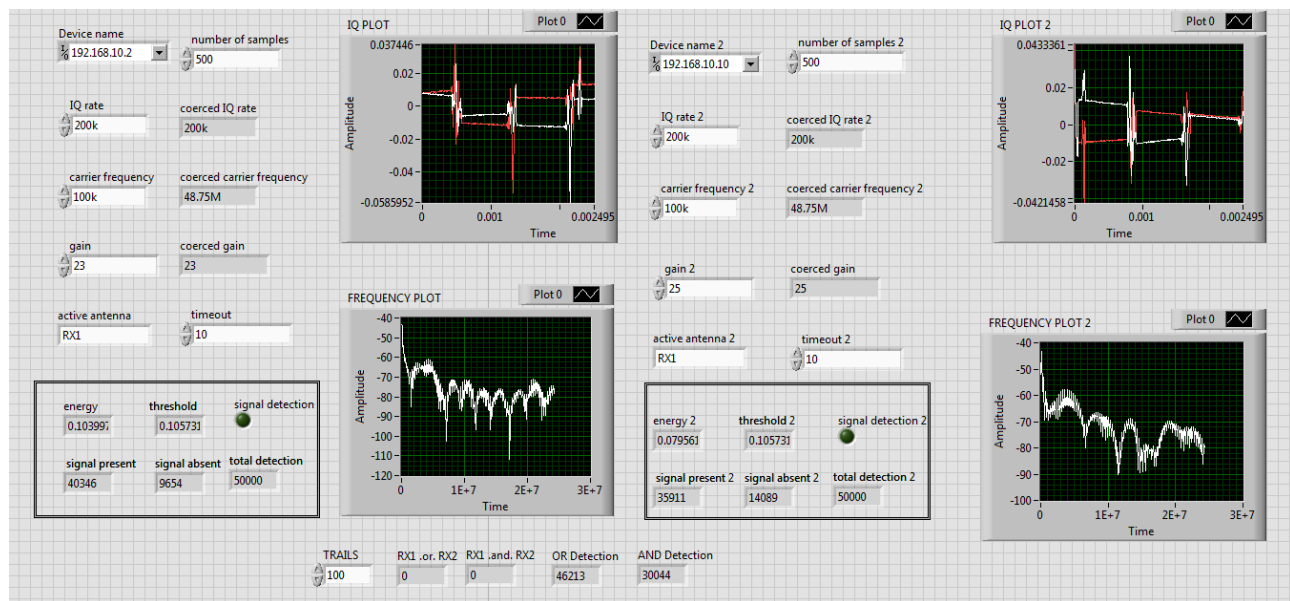 Device name
192.168.10.2
number of samples
500
IQ rate
200k
coerced IQ rate
200k
carrier frequency
100k
coerced carrier frequency
48.75M
gain
23
coerced gain
23
active antenna
RX1
timeout
10
energy
0.103997
threshold
0.105731
signal detection
signal present
40346
signal absent
9654
total detection
50000
IQ PLOT
Plot 0
Amplitude
0.037446
0.02
0
-0.02
-0.04
-0.0585952
0
0.001
0.002495
Time
FREQUENCY PLOT
Plot 0
Amplitude
-40
-50
-60
-70
-80
-90
-100
-110
-120
0
1E+7
2E+7
3E+7
Time
Device name 2
192.168.10.10
number of samples 2
500
IQ rate 2
200k
coerced IQ rate 2
200k
carrier frequency 2
100k
coerced carrier frequency 2
48.75M
gain 2
25
coerced gain
25
active antenna 2
RX1
timeout 2
10
energy 2
0.079561
threshold 2
0.105731
signal detection 2
signal present 2
35911
signal absent 2
14089
total detection 2
50000
IQ PLOT 2
Plot 0
Amplitude
0.0433361
0.02
0
-0.02
-0.0421458
0
0.001
0.002495
Time
FREQUENCY PLOT 2
Plot 0
Amplitude
-40
-50
-60
-70
-80
-90
-100
0
1E+7
2E+7
3E+7
Time
TRAILS
100
RX1 .or. RX2
0
RX1 .and. RX2
0
OR Detection
46213
AND Detection
30044